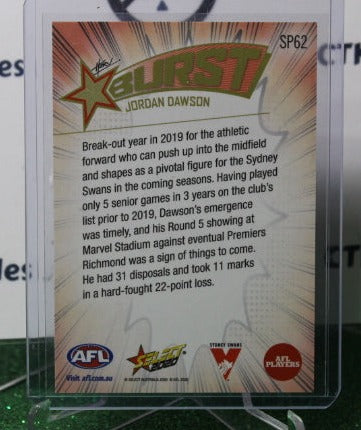 SP62
BURST
JORDAN DAWSON
Break-out year in 2019 for the athletic
forward who can push up into the midfield
and shapes as a pivotal figure for the Sydney
Swans in the coming seasons. Having played
only 5 senior games in 3 years on the club's
list prior to 2019, Dawson's emergence
was timely, and his Round 5 showing at
Marvel Stadium against eventual Premiers
Richmond was a sign of things to come.
He had 31 disposals and took 11 marks
in a hard-fought 22-point loss.
AFL
Visit afl.com.au
SELECT
2020
SYDNEY SWANS
AFL
PLAYERS